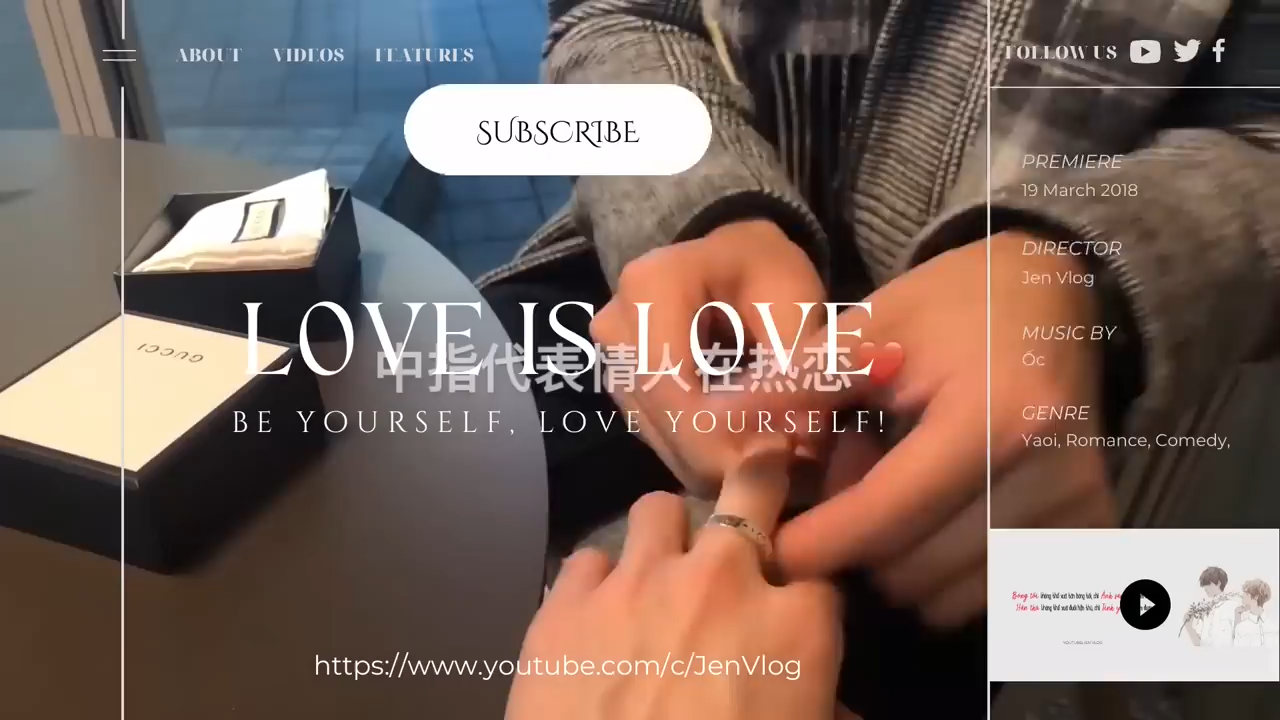 ABOUT VIDEOS FEATURES
FOLLOW US
SUBSCRIBE
PREMIERE
19 March 2018
DIRECTOR
Jen Vlog
MUSIC BY
Ốc
GENRE
Yaoi, Romance, Comedy,
LOVE IS LOVE
中指代表情人在热恋
BE YOURSELF, LOVE YOURSELF!
GUCCI
https://www.youtube.com/c/JenVlog